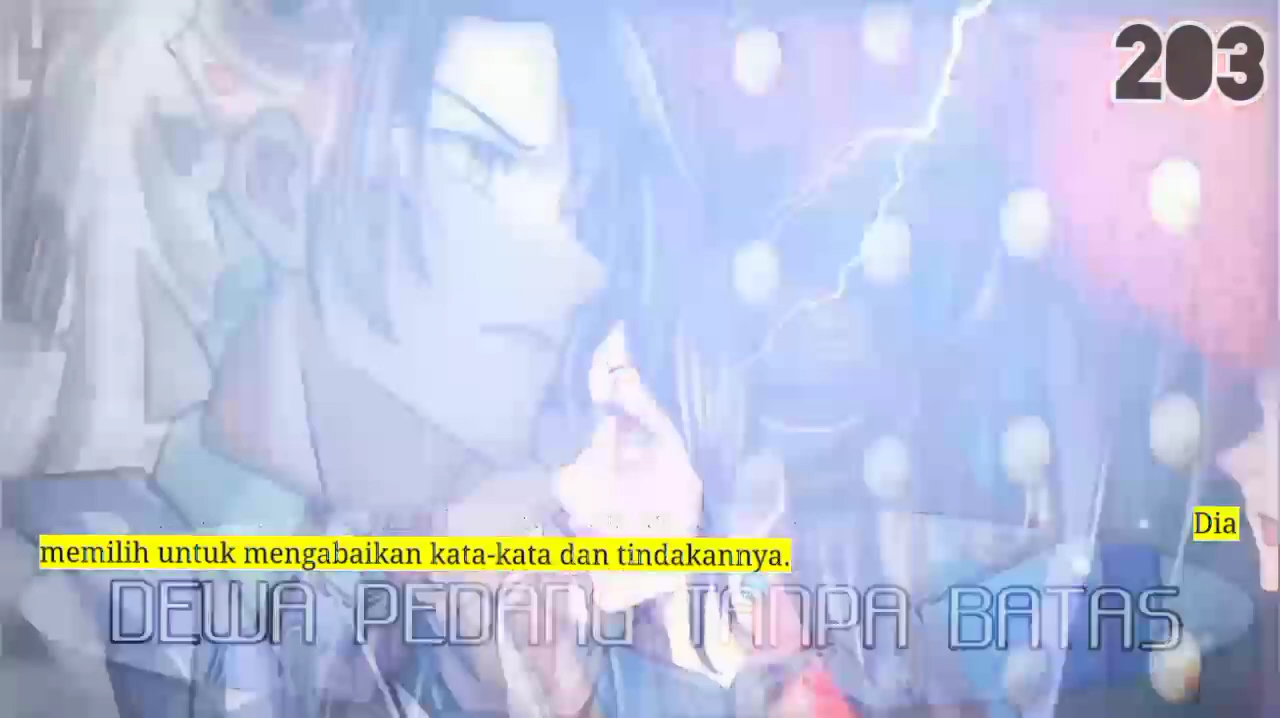 203
Dia
memilih untuk mengabaikan kata-kata dan tindakannya.
DEWA PEDANG TANPA BATAS